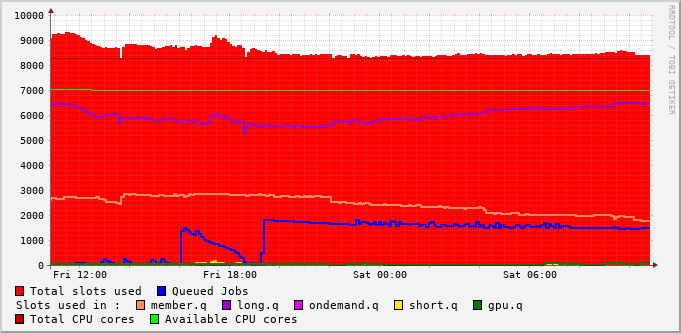 10000
9000
8000
7000
6000
5000
4000
3000
2000
1000
0
Fri 12:00 Fri 18:00 Sat 00:00 Sat 06:00
RRDTOOL / TOBI OETIKER
Total slots used Queued Jobs
Slots used in : member.q long.q ondemand.q short.q gpu.q
Total CPU cores Available CPU cores